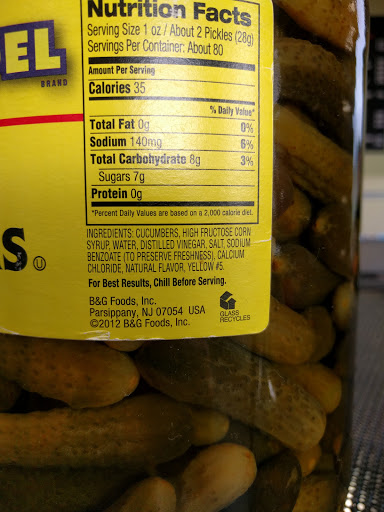 Nutrition Facts
Serving Size 1 oz / About 2 Pickles (28g)
Servings Per Container: About 80
EL
BRAND
Amount Per Serving
Calories 35
% Daily Value*
Total Fat 0g 0%
Sodium 140mg 6%
Total Carbohydrate 8g 3%
Sugars 7g
Protein 0g
*Percent Daily Values are based on a 2,000 calorie diet.
S U
INGREDIENTS: CUCUMBERS, HIGH FRUCTOSE CORN
SYRUP, WATER, DISTILLED VINEGAR, SALT, SODIUM
BENZOATE (TO PRESERVE FRESHNESS), CALCIUM
CHLORIDE, NATURAL FLAVOR, YELLOW #5.
For Best Results, Chill Before Serving.
B&G Foods, Inc.
Parsippany, NJ 07054 USA
©2012 B&G Foods, Inc.
GLASS
RECYCLES